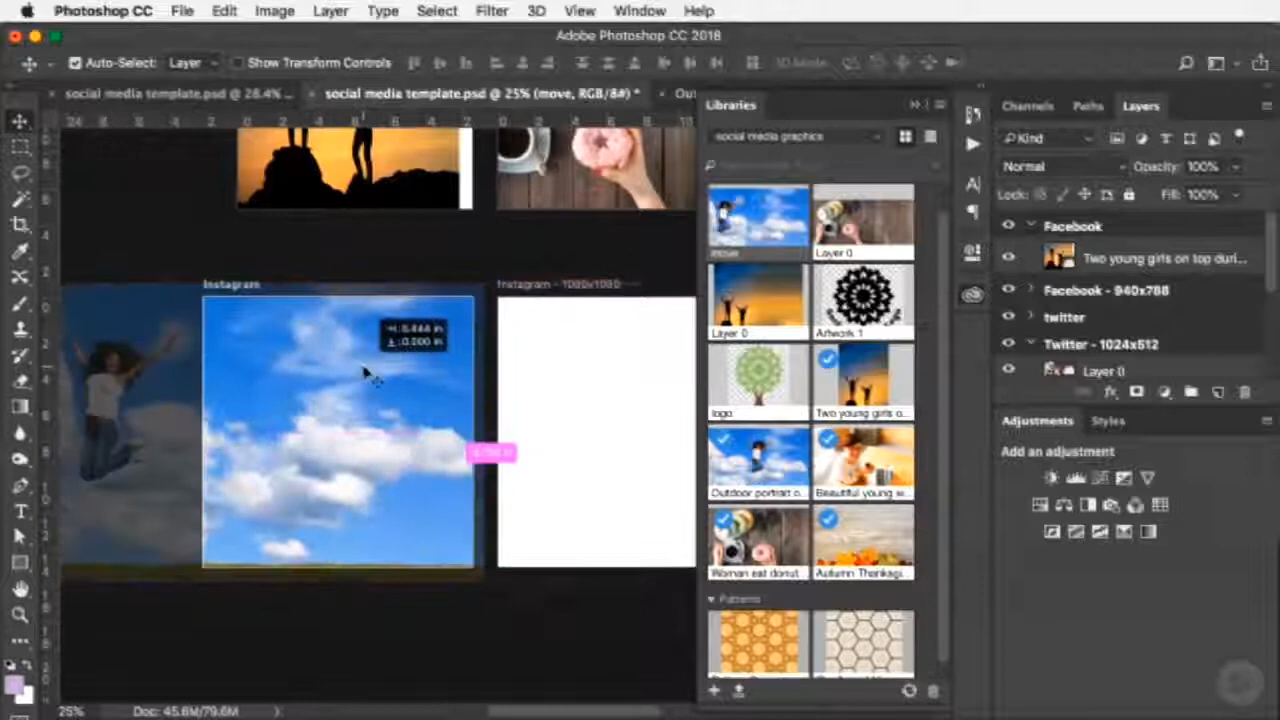 Photoshop CC File Edit Image Layer Type Select Filter 3D View Window Help
Adobe Photoshop CC 2018
Auto-Select: Layer Show Transform Controls
social media template.psd @ 28.4% ...
social media template.psd @ 25% (move, RGB/8#) *
Libraries
social media graphics
move
Layer 0
Layer 0
Artwork 1
logo
Two young girls o...
Outdoor portrait o...
Beautiful young w...
Woman eat donut...
Autumn Thanksgi...
Patterns
Instagram
Instagram - 1080x1080
Channels Paths Layers
Kind
Normal Opacity: 100%
Lock: Fill: 100%
Facebook
Two young girls on top duri...
Facebook - 940x788
twitter
Twitter - 1024x512
Layer 0
Adjustments Styles
Add an adjustment
25% Doc: 45.6M/79.6M